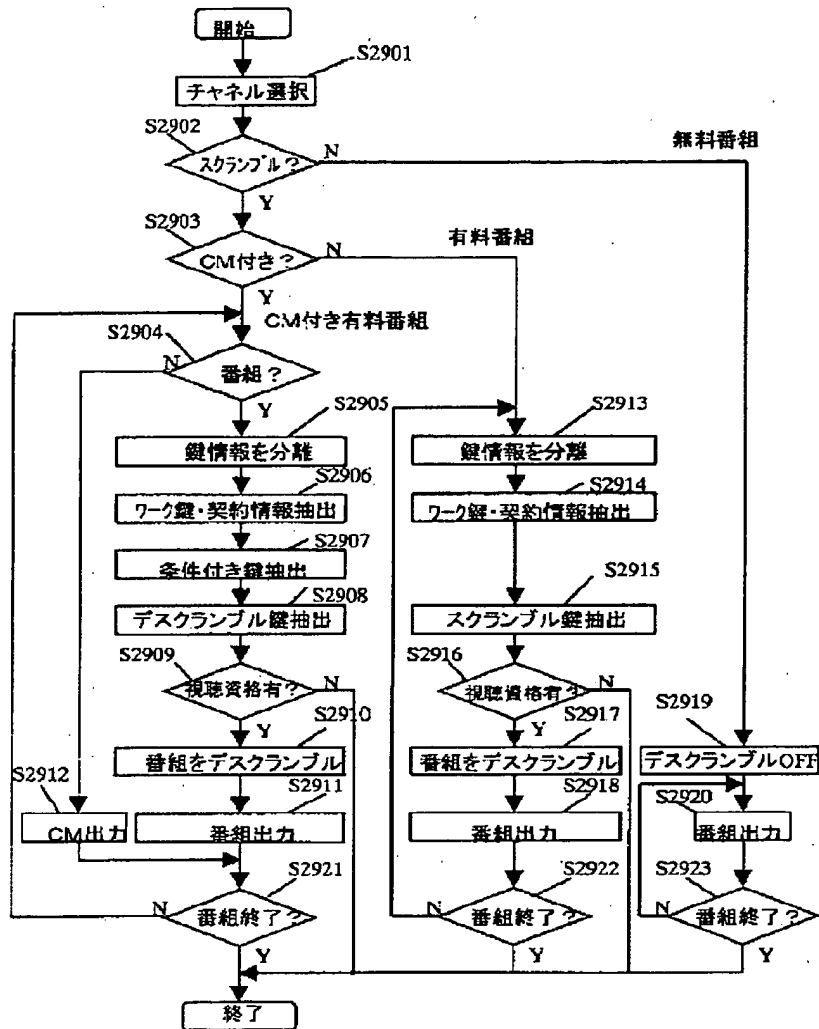 開始
S2901
チャネル選択
S2902
スクランブル？
N
無料番組
Y
S2903
CM付き？
N
有料番組
Y
CM付き有料番組
S2904
N
番組？
Y
S2905
鍵情報を分離
S2906
ワーク鍵・契約情報抽出
S2907
条件付き鍵抽出
S2908
デスクランブル鍵抽出
S2909
視聴資格有？
N
Y
S2910
番組をデスクランブル
S2912
CM出力
S2911
番組出力
S2921
N
番組終了？
Y
S2913
鍵情報を分離
S2914
ワーク鍵・契約情報抽出
S2915
スクランブル鍵抽出
S2916
視聴資格有？
N
Y
S2917
番組をデスクランブル
S2918
番組出力
S2922
N
番組終了？
Y
S2919
デスクランブルOFF
S2920
番組出力
S2923
N
番組終了？
Y
終了